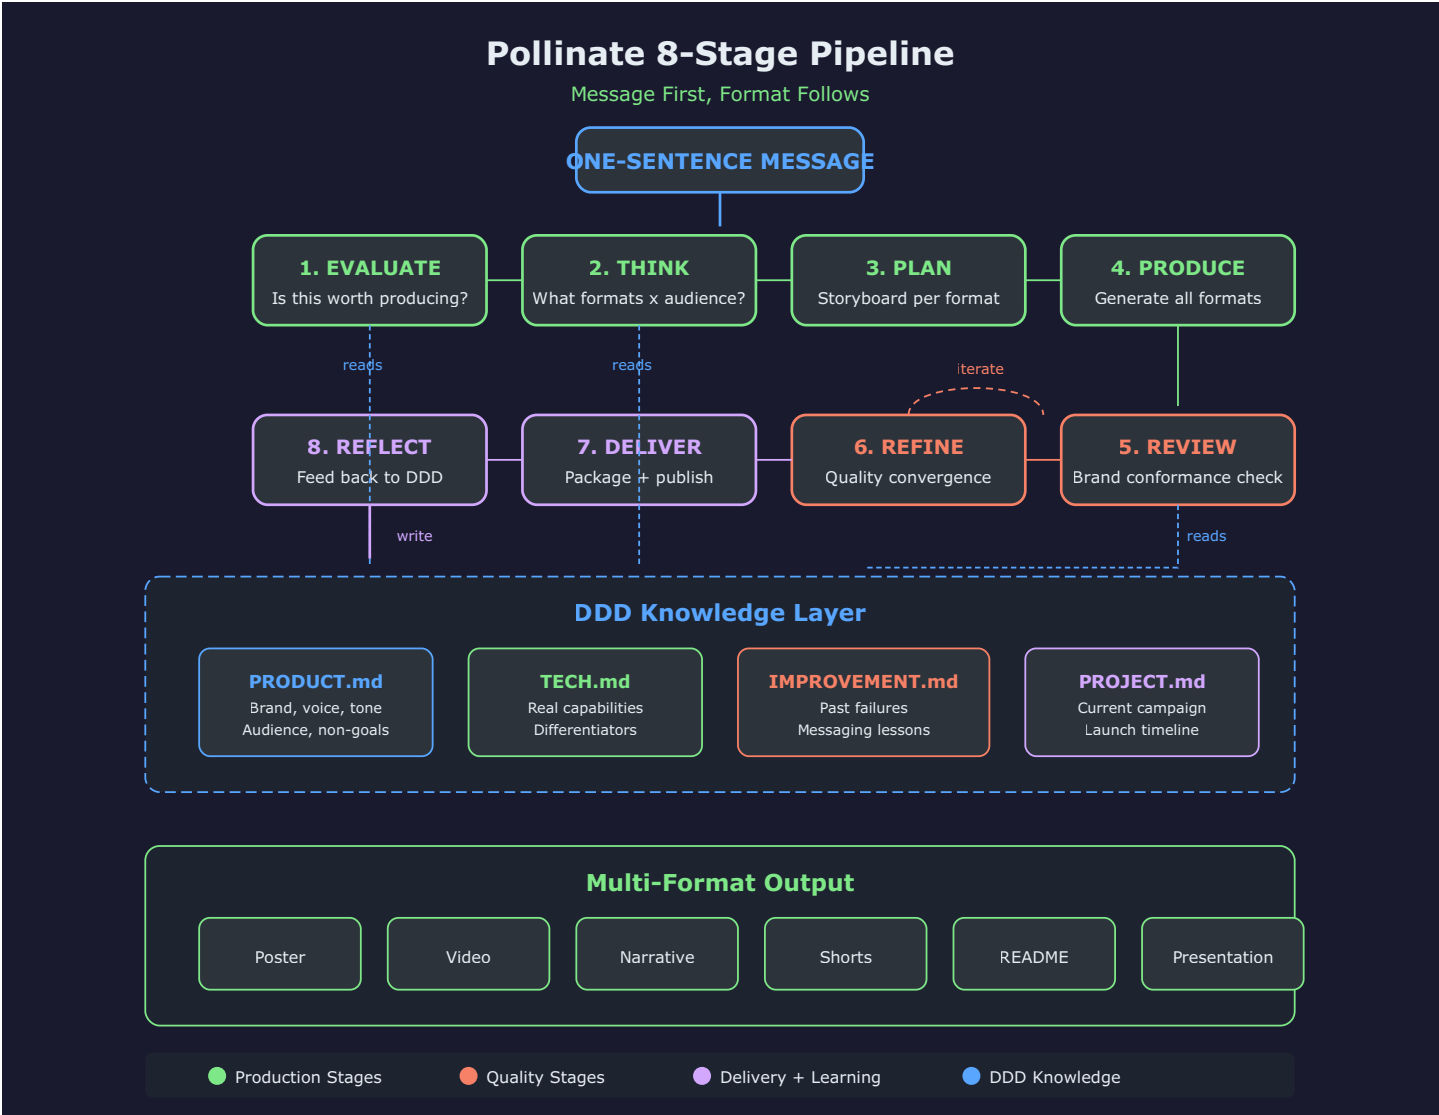 Pollinate 8-Stage Pipeline
Message First, Format Follows
ONE-SENTENCE MESSAGE
1. EVALUATE
Is this worth producing?
2. THINK
What formats x audience?
3. PLAN
Storyboard per format
4. PRODUCE
Generate all formats
reads
reads
iterate
8. REFLECT
Feed back to DDD
7. DELIVER
Package + publish
6. REFINE
Quality convergence
5. REVIEW
Brand conformance check
write
reads
DDD Knowledge Layer
PRODUCT.md
Brand, voice, tone
Audience, non-goals
TECH.md
Real capabilities
Differentiators
IMPROVEMENT.md
Past failures
Messaging lessons
PROJECT.md
Current campaign
Launch timeline
Multi-Format Output
Poster
Video
Narrative
Shorts
README
Presentation
Production Stages
Quality Stages
Delivery + Learning
DDD Knowledge